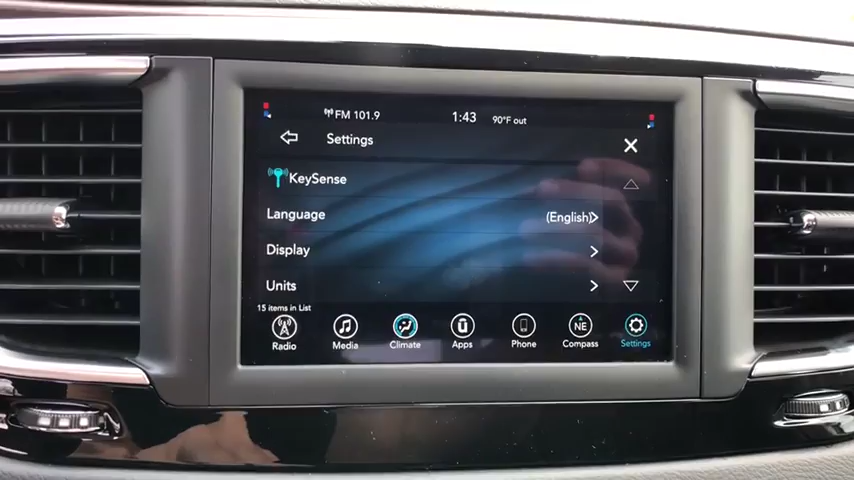 FM 101.9 1:43 90°F out
Settings X
KeySense
Language (English)
Display
Units
15 items in List
Radio Media Climate Apps Phone NE Compass Settings